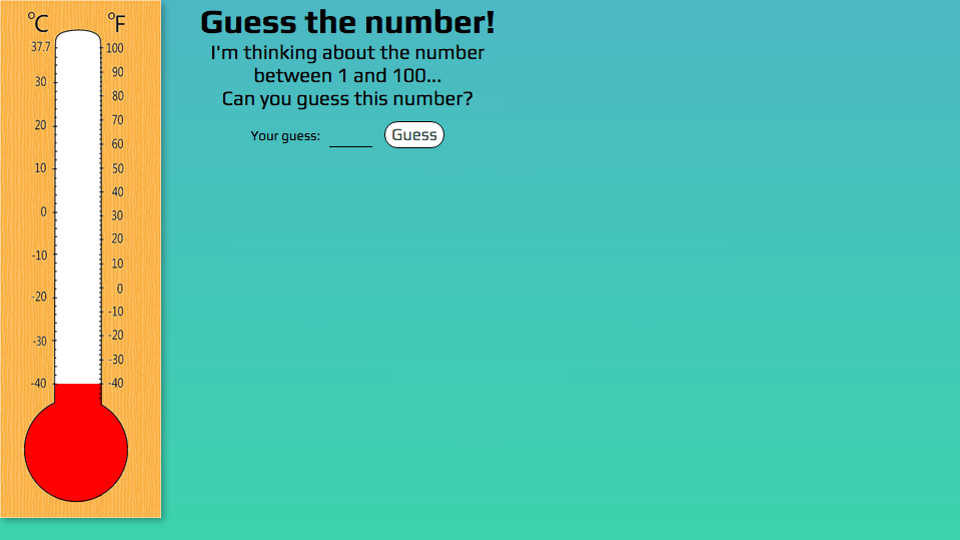 °C °F
37.7 100
90
30 80
70
20 60
50
10 40
30
0 20
10
-10 0
-10
-20 -20
-30 -30
-40 -40
Guess the number!
I'm thinking about the number
between 1 and 100...
Can you guess this number?
Your guess: Guess